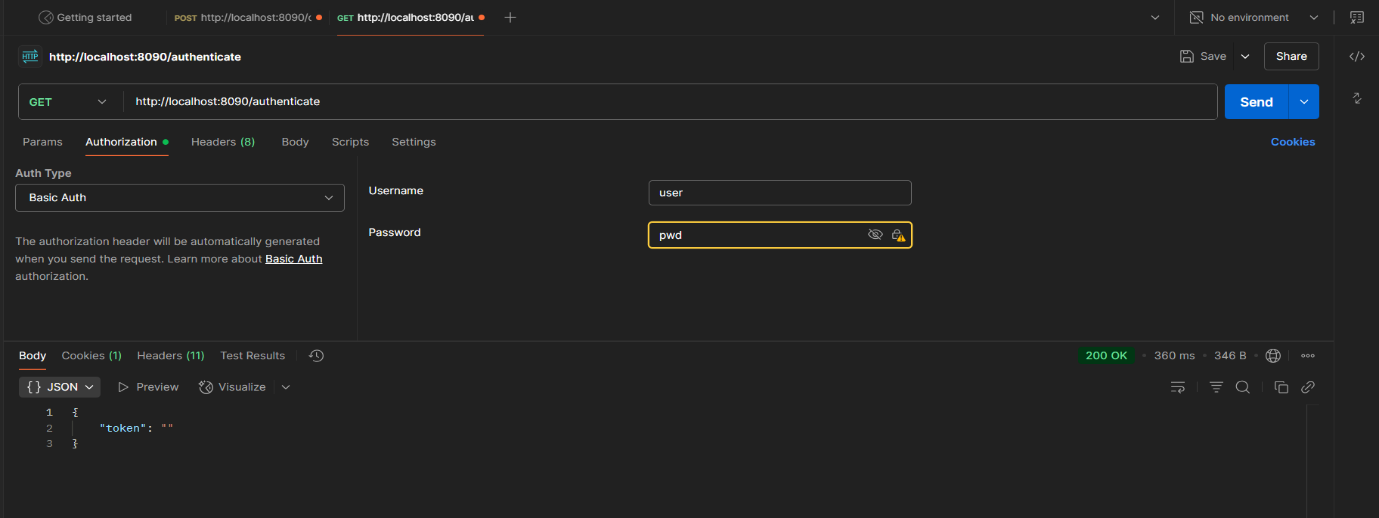 Getting started
POST http://localhost:8090/
GET http://localhost:8090/au
No environment
HTTP http://localhost:8090/authenticate
Save
Share
GET
http://localhost:8090/authenticate
Send
Params
Authorization
Headers (8)
Body
Scripts
Settings
Cookies
Auth Type
Basic Auth
The authorization header will be automatically generated
when you send the request. Learn more about Basic Auth
authorization.
Username
user
Password
pwd
Body
Cookies (1)
Headers (11)
Test Results
200 OK
360 ms
346 B
{ } JSON
Preview
Visualize
1 {
2 "token": ""
3 }